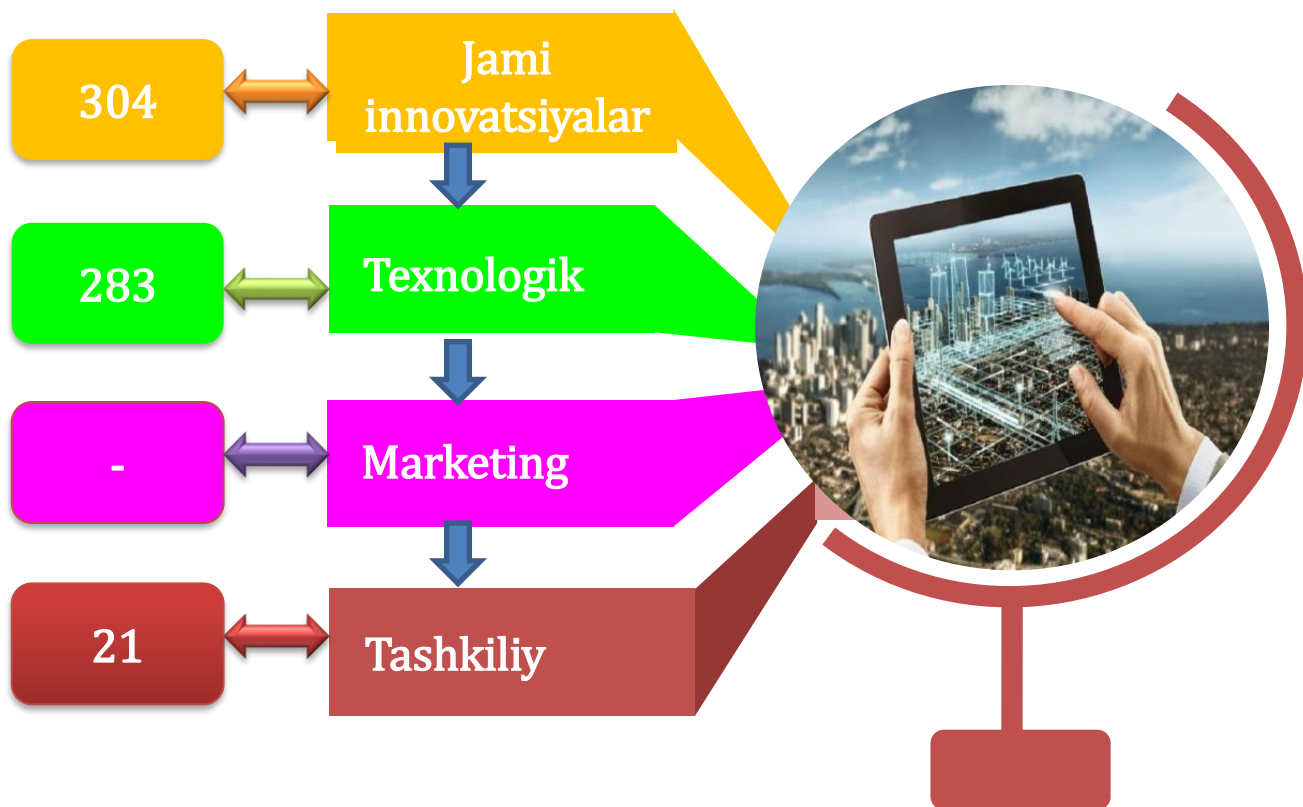 304
Jami
innovatsiyalar
283
Texnologik
-
Marketing
21
Tashkiliy